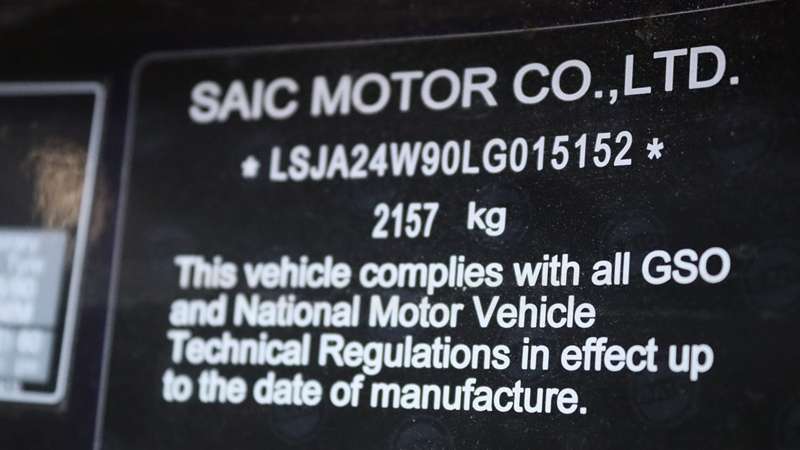 SAIC MOTOR CO.,LTD.
* LSJA24W90LG015152 *
2157 kg
This vehicle complies with all GSO
and National Motor Vehicle
Technical Regulations in effect up
to the date of manufacture.